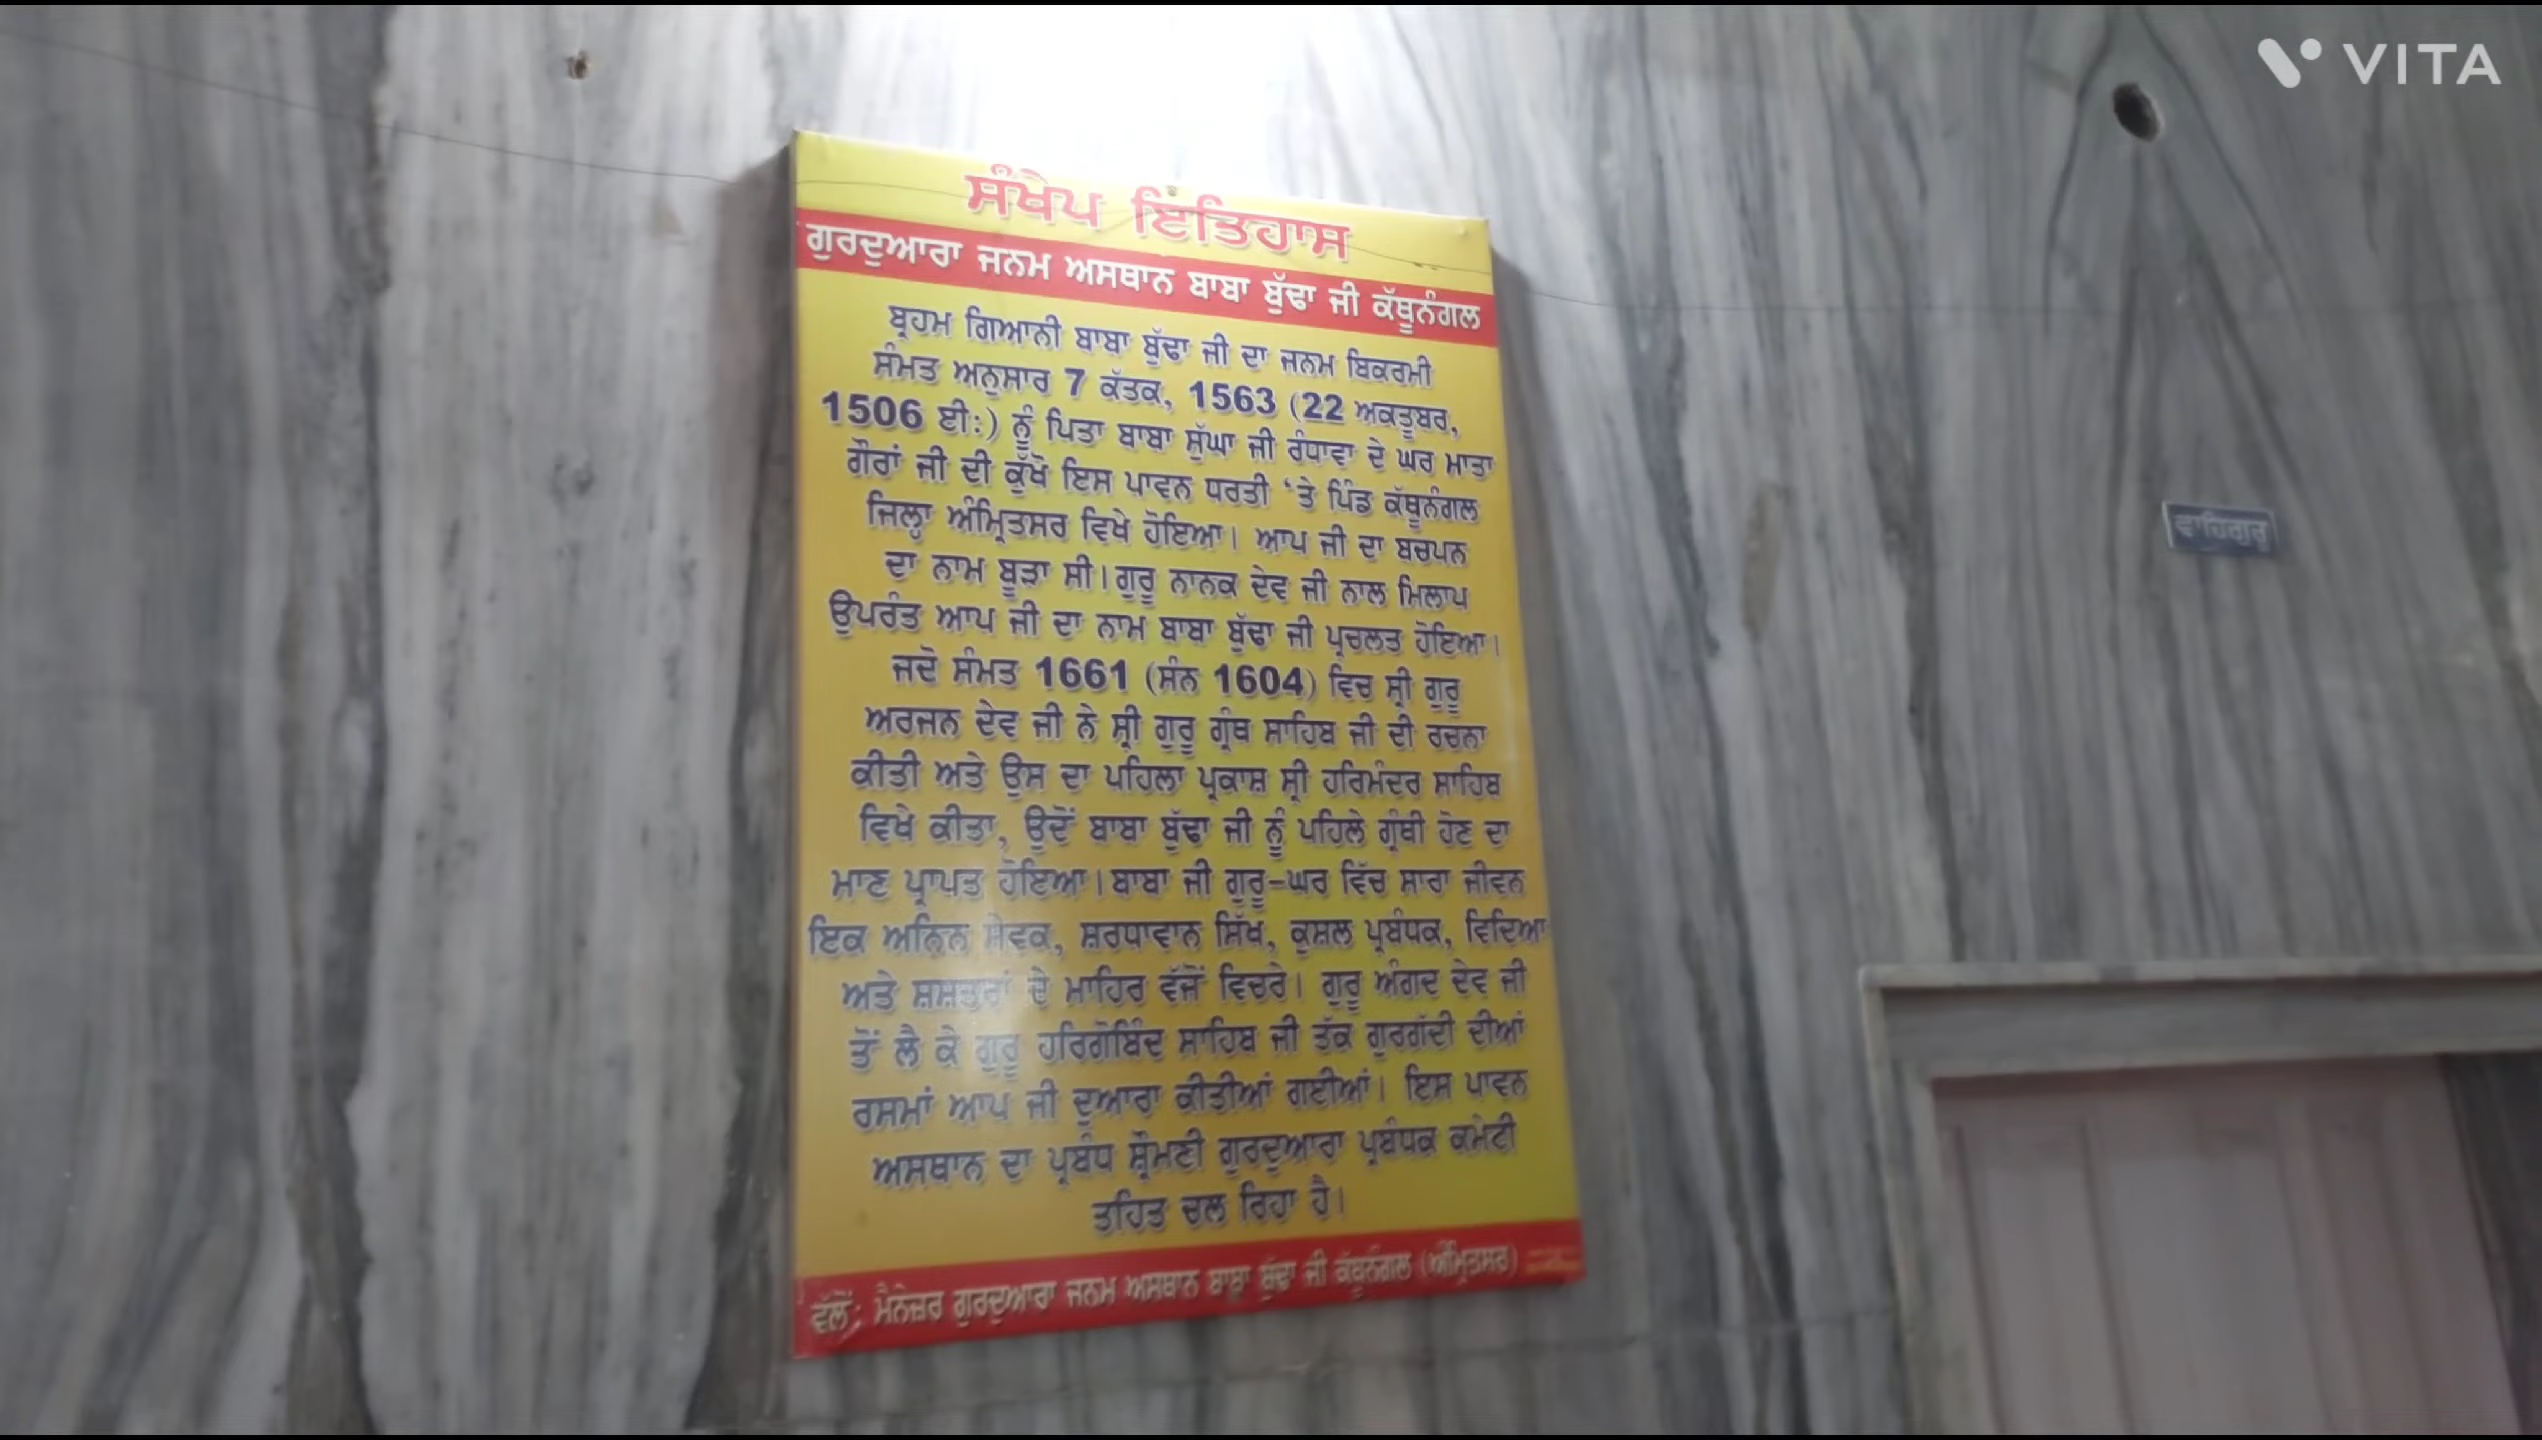 VITA
ਸੰਖੇਪ ਇਤਿਹਾਸ
ਗੁਰਦੁਆਰਾ ਜਨਮ ਅਸਥਾਨ ਬਾਬਾ ਬੁੱਢਾ ਜੀ ਕੱਥੂਨੰਗਲ
ਬ੍ਰਹਮ ਗਿਆਨੀ ਬਾਬਾ ਬੁੱਢਾ ਜੀ ਦਾ ਜਨਮ ਬਿਕਰਮੀ
ਸੰਮਤ ਅਨੁਸਾਰ 7 ਕੱਤਕ, 1563 (22 ਅਕਤੂਬਰ,
1506 ਈ:) ਨੂੰ ਪਿਤਾ ਬਾਬਾ ਸੁੱਘਾ ਜੀ ਰੰਧਾਵਾ ਦੇ ਘਰ ਮਾਤਾ
ਗੌਰਾਂ ਜੀ ਦੀ ਕੁੱਖੋ ਇਸ ਪਾਵਨ ਧਰਤੀ 'ਤੇ ਪਿੰਡ ਕੱਥੂਨੰਗਲ
ਜਿਲ੍ਹਾ ਅੰਮ੍ਰਿਤਸਰ ਵਿਖੇ ਹੋਇਆ। ਆਪ ਜੀ ਦਾ ਬਚਪਨ
ਦਾ ਨਾਮ ਬੂੜਾ ਸੀ। ਗੁਰੂ ਨਾਨਕ ਦੇਵ ਜੀ ਨਾਲ ਮਿਲਾਪ
ਉਪਰੰਤ ਆਪ ਜੀ ਦਾ ਨਾਮ ਬਾਬਾ ਬੁੱਢਾ ਜੀ ਪ੍ਰਚਲਤ ਹੋਇਆ।
ਜਦੋ ਸੰਮਤ 1661 (ਸੰਨ 1604) ਵਿਚ ਸ੍ਰੀ ਗੁਰੂ
ਅਰਜਨ ਦੇਵ ਜੀ ਨੇ ਸ੍ਰੀ ਗੁਰੂ ਗ੍ਰੰਥ ਸਾਹਿਬ ਜੀ ਦੀ ਰਚਨਾ
ਕੀਤੀ ਅਤੇ ਉਸ ਦਾ ਪਹਿਲਾ ਪ੍ਰਕਾਸ਼ ਸ੍ਰੀ ਹਰਿਮੰਦਰ ਸਾਹਿਬ
ਵਿਖੇ ਕੀਤਾ, ਉਦੋਂ ਬਾਬਾ ਬੁੱਢਾ ਜੀ ਨੂੰ ਪਹਿਲੇ ਗ੍ਰੰਥੀ ਹੋਣ ਦਾ
ਮਾਣ ਪ੍ਰਾਪਤ ਹੋਇਆ। ਬਾਬਾ ਜੀ ਗੁਰੂ-ਘਰ ਵਿੱਚ ਸਾਰਾ ਜੀਵਨ
ਇਕ ਅਨਿਨ ਸੇਵਕ, ਸ਼ਰਧਾਵਾਨ ਸਿੱਖ, ਕੁਸ਼ਲ ਪ੍ਰਬੰਧਕ, ਵਿਦਿਆ
ਅਤੇ ਸ਼ਸਤਰਾਂ ਦੇ ਮਾਹਿਰ ਵੱਜੋਂ ਵਿਚਰੇ। ਗੁਰੂ ਅੰਗਦ ਦੇਵ ਜੀ
ਤੋਂ ਲੈ ਕੇ ਗੁਰੂ ਹਰਿਗੋਬਿੰਦ ਸਾਹਿਬ ਜੀ ਤੱਕ ਗੁਰਗੱਦੀ ਦੀਆਂ
ਰਸਮਾਂ ਆਪ ਜੀ ਦੁਆਰਾ ਕੀਤੀਆਂ ਗਈਆਂ। ਇਸ ਪਾਵਨ
ਅਸਥਾਨ ਦਾ ਪ੍ਰਬੰਧ ਸ਼੍ਰੋਮਣੀ ਗੁਰਦੁਆਰਾ ਪ੍ਰਬੰਧਕ ਕਮੇਟੀ
ਤਹਿਤ ਚਲ ਰਿਹਾ ਹੈ।
ਵੱਲੋਂ: ਮੈਨੇਜ਼ਰ ਗੁਰਦੁਆਰਾ ਜਨਮ ਅਸਥਾਨ ਬਾਬਾ ਬੁੱਢਾ ਜੀ ਕੱਥੂਨੰਗਲ (ਅੰਮ੍ਰਿਤਸਰ)
ਵਾਹਿਗੁਰੂ